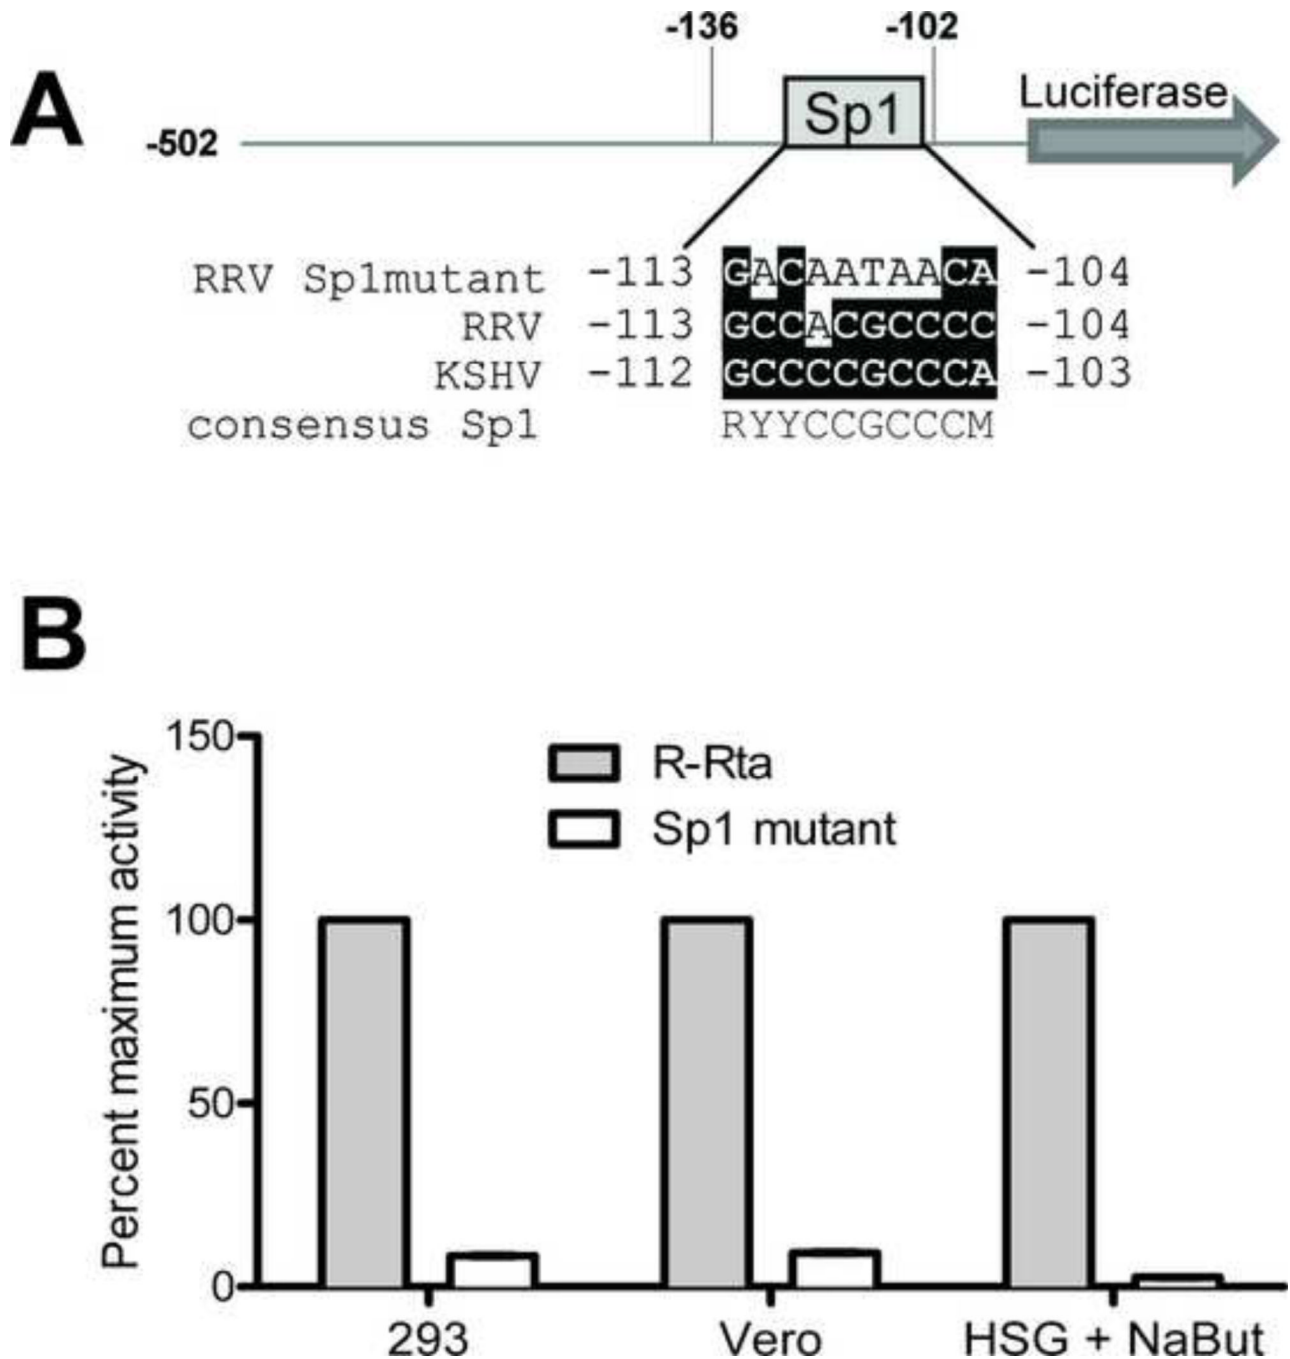 A
-136 -102
Luciferase
Sp1
-502
RRV Sp1mutant -113 GACAATAACA -104
RRV -113 GCCACGCCCC -104
KSHV -112 GCCCCGCCCA -103
consensus Sp1 RYYCCGCCCM
B
150
100
50
0
Percent maximum activity
R-Rta
Sp1 mutant
293 Vero HSG + NaBut